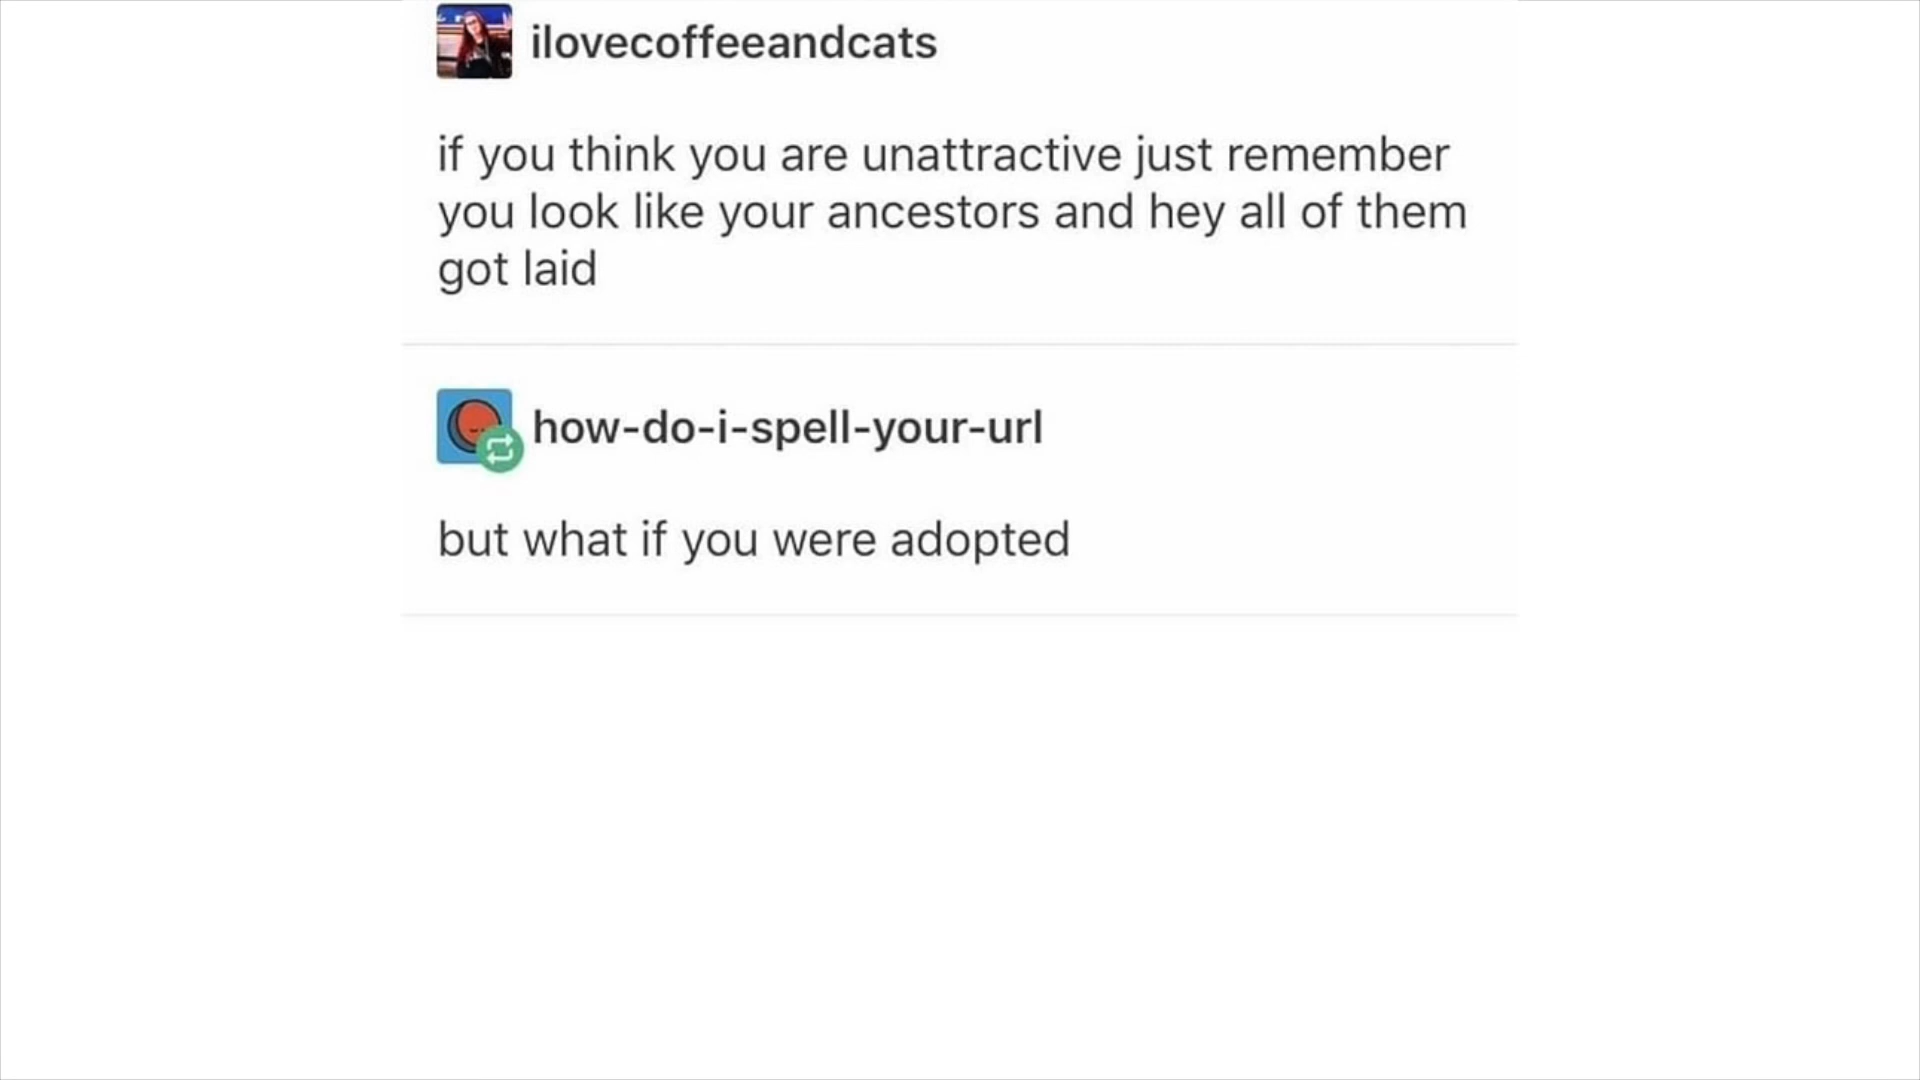 ilovecoffeeandcats
if you think you are unattractive just remember
you look like your ancestors and hey all of them
got laid
how-do-i-spell-your-url
but what if you were adopted